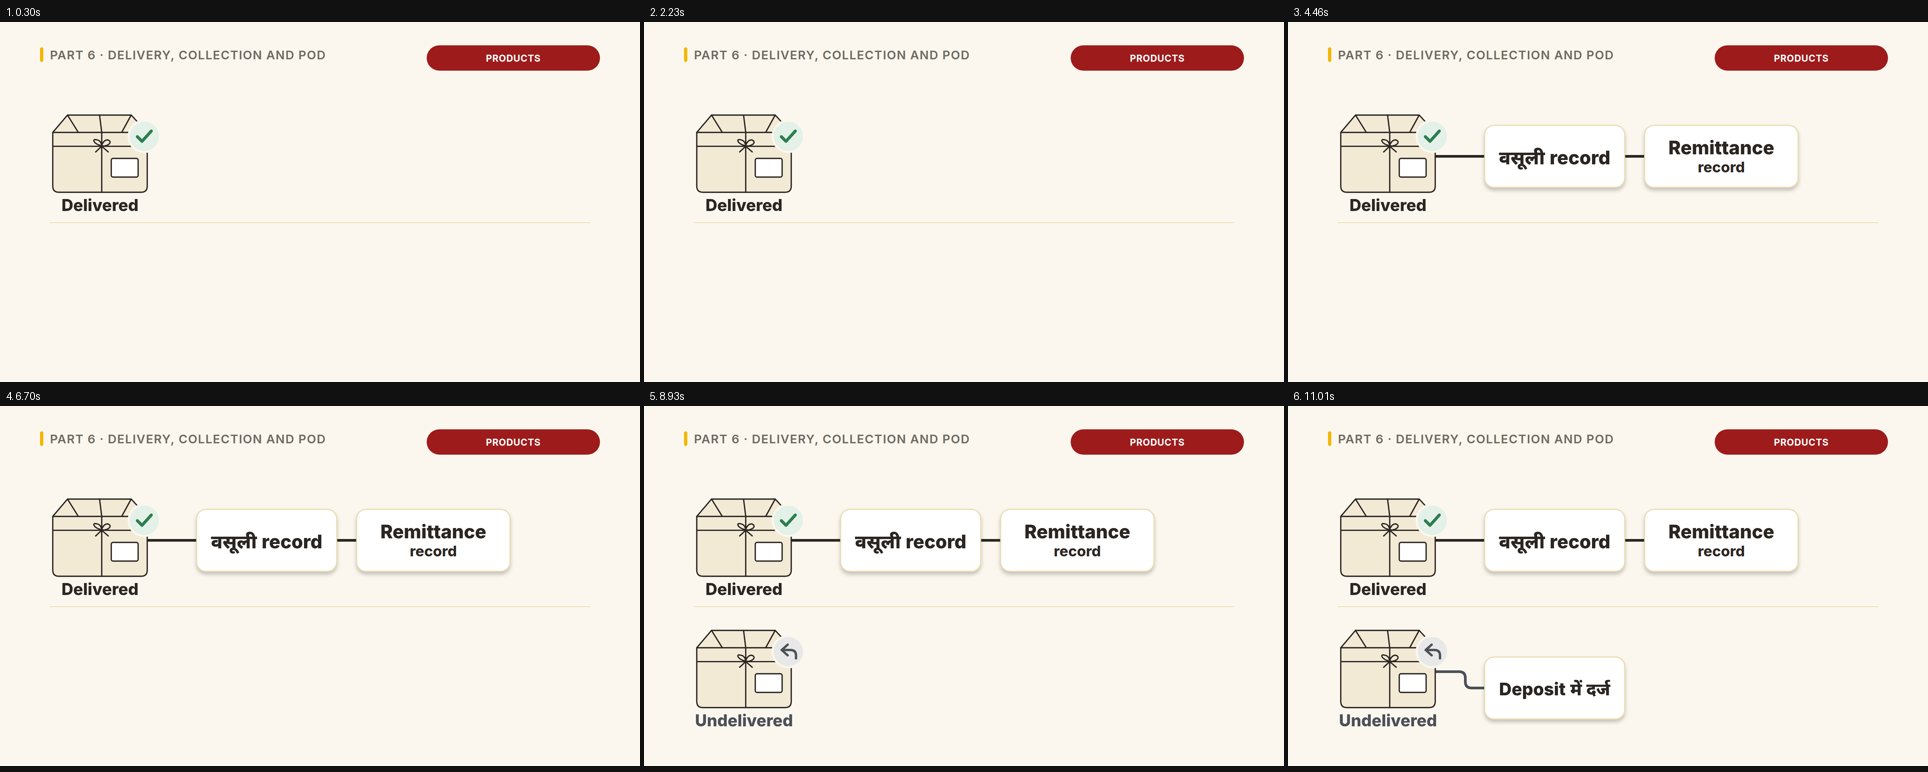 1. 0.30s
PART 6 · DELIVERY, COLLECTION AND POD
PRODUCTS
Delivered
2. 2.23s
PART 6 · DELIVERY, COLLECTION AND POD
PRODUCTS
Delivered
3. 4.46s
PART 6 · DELIVERY, COLLECTION AND POD
PRODUCTS
वसूली record
Remittance
record
Delivered
4. 6.70s
PART 6 · DELIVERY, COLLECTION AND POD
PRODUCTS
वसूली record
Remittance
record
Delivered
5. 8.93s
PART 6 · DELIVERY, COLLECTION AND POD
PRODUCTS
वसूली record
Remittance
record
Delivered
Undelivered
6. 11.01s
PART 6 · DELIVERY, COLLECTION AND POD
PRODUCTS
वसूली record
Remittance
record
Delivered
Deposit में दर्ज
Undelivered